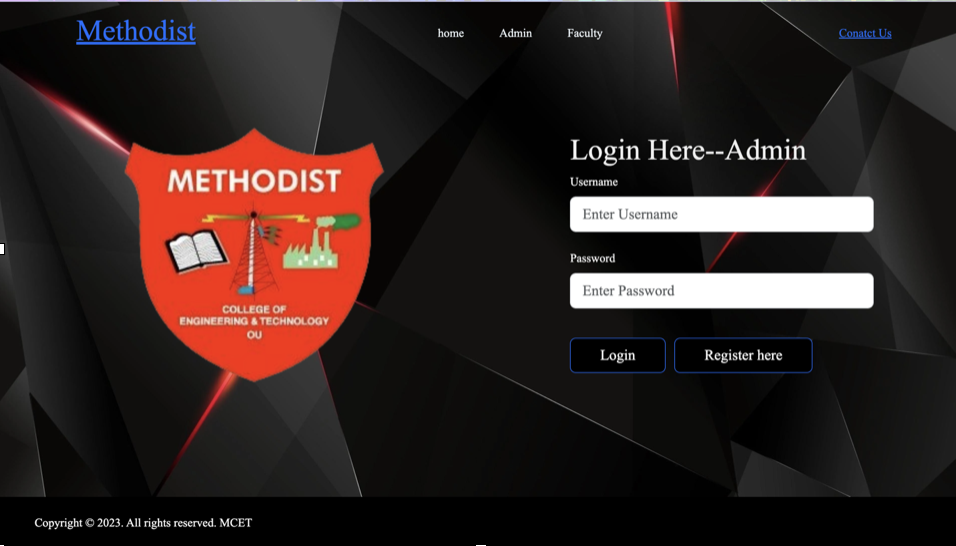 Methodist
home Admin Faculty
Conatct Us
METHODIST
COLLEGE OF
ENGINEERING & TECHNOLOGY
OU
Login Here--Admin
Username
Enter Username
Password
Enter Password
Login Register here
Copyright © 2023. All rights reserved. MCET